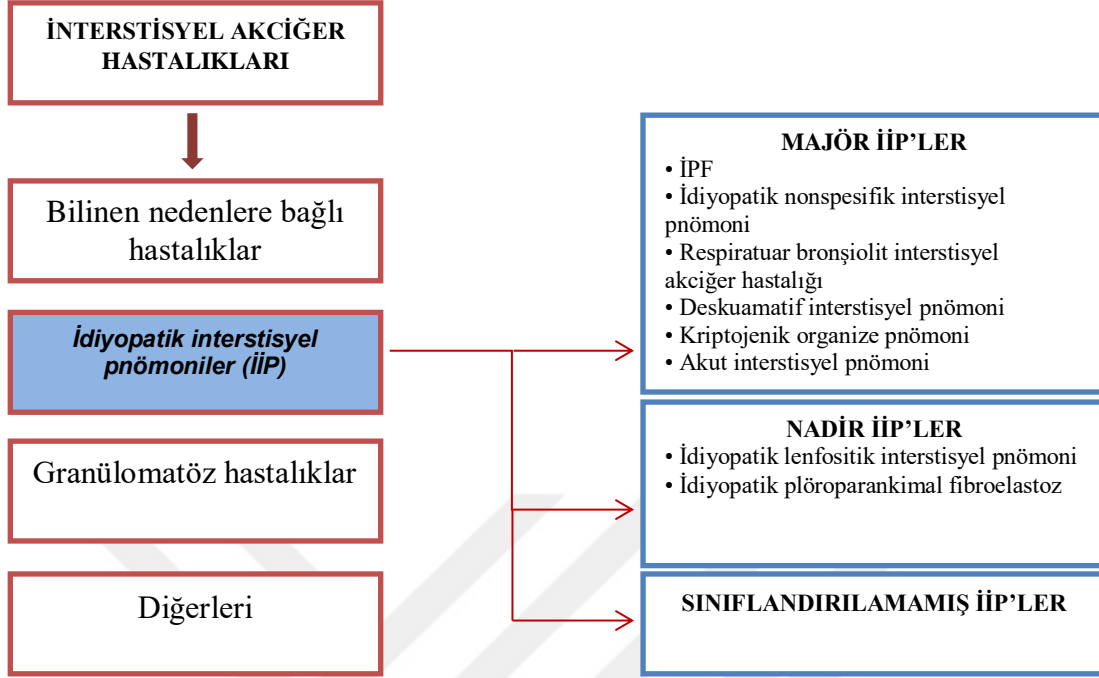 İNTERSTİSYEL AKCİĞER
HASTALIKLARI
Bilinen nedenlere bağlı
hastalıklar
İdiyopatik interstisyel
pnömoniler (İİP)
Granülomatöz hastalıklar
Diğerleri
MAJÖR İİP’LER
• İPF
• İdiyopatik nonspesifik interstisyel
pnömoni
• Respiratuar bronşiolit interstisyel
akciğer hastalığı
• Deskuamatif interstisyel pnömoni
• Kriptojenik organize pnömoni
• Akut interstisyel pnömoni
NADİR İİP’LER
• İdiyopatik lenfositik interstisyel pnömoni
• İdiyopatik plöroparankimal fibroelastoz
SINIFLANDIRILAMAMIŞ İİP’LER